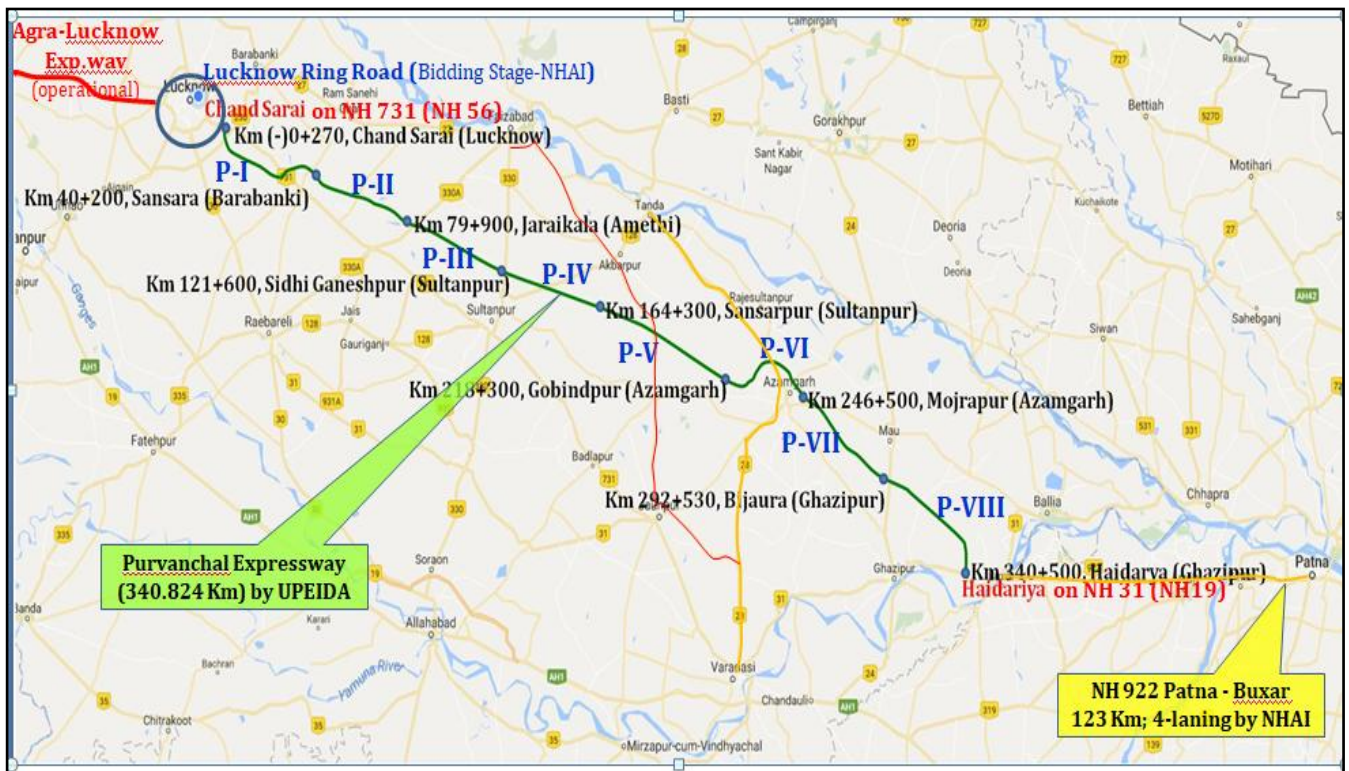 Agra-Lucknow
Exp.way
(operational)
Lucknow Ring Road (Bidding Stage-NHAI)
Chand Sarai on NH 731 (NH 56)
Km (-)0+270, Chand Sarai (Lucknow)
P-I
P-II
Km 40+200, Sansara (Barabanki)
Km 79+900, Jaraikala (Amethi)
P-III
P-IV
Km 121+600, Sidhi Ganeshpur (Sultanpur)
Km 164+300, Sansarpur (Sultanpur)
P-V
P-VI
Km 218+300, Gobindpur (Azamgarh)
Km 246+500, Mojrapur (Azamgarh)
P-VII
Km 292+530, Bijaura (Ghazipur)
P-VIII
Km 340+500, Haidarya (Ghazipur)
Haidariya on NH 31 (NH19)
Purvanchal Expressway
(340.824 Km) by UPEIDA
NH 922 Patna - Buxar
123 Km; 4-laning by NHAI
Barabanki
Lucknow
Ram Sanehi
Campirganj
Basti
Gorakhpur
Sant Kabir
Nagar
Bettiah
Raxaul
Motihari
Kuchaikote
Tanda
Deoria
Deoria
Akbarpur
Rajesultanpur
Siwan
Sahebganj
Raebareli
Jais
Gauriganj
Sultanpur
Azamgarh
Mau
Fatehpur
Badlapur
Ballia
Chhapra
Soraon
Ghazipur
Patna
Banda
Karari
Allahabad
Bachran
Yamuna River
Ganges
Varanasi
Chandauli
Chitrakoot
Mirzapur-cum-Vindhyachal